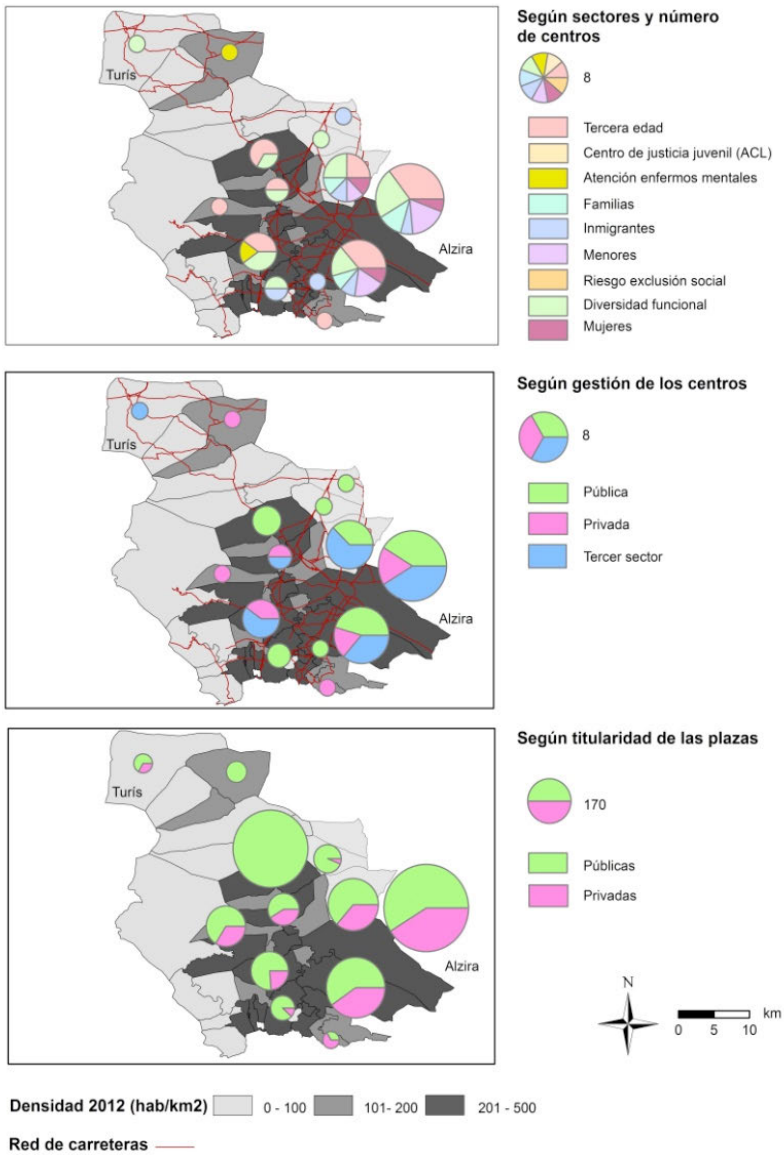 Según sectores y número
de centros
8
Tercera edad
Centro de justicia juvenil (ACL)
Atención enfermos mentales
Familias
Inmigrantes
Menores
Riesgo exclusión social
Diversidad funcional
Mujeres
Turís
Alzira
Según gestión de los centros
8
Pública
Privada
Tercer sector
Turís
Alzira
Según titularidad de las plazas
170
Públicas
Privadas
Turís
Alzira
N
km
0 5 10
Densidad 2012 (hab/km2) 0 - 100 101- 200 201 - 500
Red de carreteras